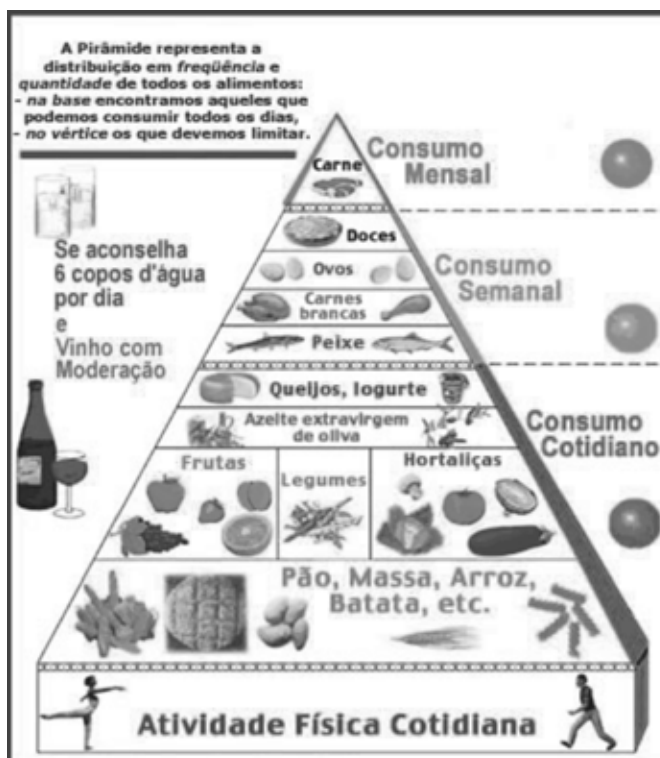 A Pirâmide representa a
distribuição em freqüência e
quantidade de todos os alimentos:
- na base encontramos aqueles que
podemos consumir todos os dias,
- no vértice os que devemos limitar.
Carne
Consumo
Mensal
Se aconselha
6 copos d'água
por dia
e
Vinho com
Moderação
Doces
Ovos
Carnes
brancas
Peixe
Consumo
Semanal
Queijos, Iogurte
Azeite extravirgem
de oliva
Frutas
Legumes
Hortaliças
Pão, Massa, Arroz,
Batata, etc.
Consumo
Cotidiano
Atividade Física Cotidiana